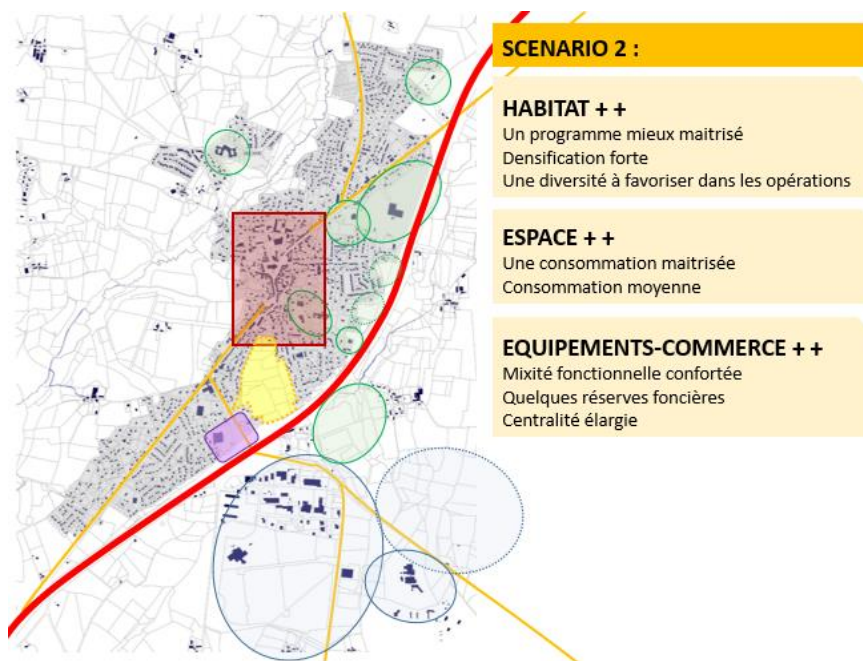 SCENARIO 2 :
HABITAT + +
Un programme mieux maitrisé
Densification forte
Une diversité à favoriser dans les opérations
ESPACE + +
Une consommation maitrisée
Consommation moyenne
EQUIPEMENTS-COMMERCE + +
Mixité fonctionnelle confortée
Quelques réserves foncières
Centralité élargie